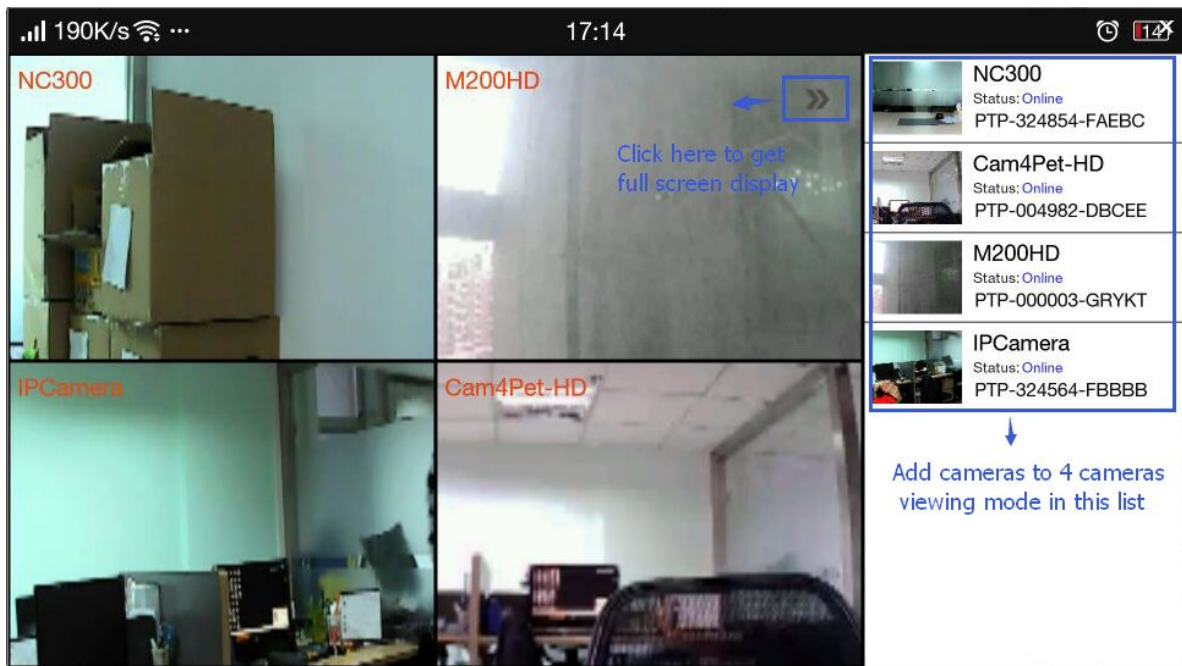 190K/s ···
17:14
14
NC300
M200HD
Click here to get
full screen display
IPCamera
Cam4Pet-HD
NC300
Status: Online
PTP-324854-FAEBC
Cam4Pet-HD
Status: Online
PTP-004982-DBCEE
M200HD
Status: Online
PTP-000003-GRYKT
IPCamera
Status: Online
PTP-324564-FBBBB
Add cameras to 4 cameras
viewing mode in this list